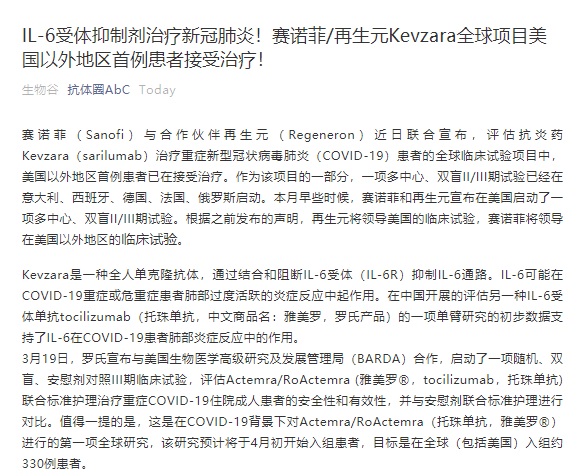 IL-6受体抑制剂治疗新冠肺炎！赛诺菲/再生元Kevzara全球项目美
国以外地区首例患者接受治疗！
生物谷 抗体圈AbC Today
赛诺菲（Sanofi）与合作伙伴再生元（Regeneron）近日联合宣布，评估抗炎药
Kevzara（sarilumab）治疗重症新型冠状病毒肺炎（COVID-19）患者的全球临床试验项目中，
美国以外地区首例患者已在接受治疗。作为该项目的一部分，一项多中心、双盲II/III期试验已经在
意大利、西班牙、德国、法国、俄罗斯启动。本月早些时候，赛诺菲和再生元宣布在美国启动了一
项多中心、双盲II/III期试验。根据之前发布的声明，再生元将领导美国的临床试验，赛诺菲将领导
在美国以外地区的临床试验。
Kevzara是一种全人单克隆抗体，通过结合和阻断IL-6受体（IL-6R）抑制IL-6通路。IL-6可能在
COVID-19重症或危重症患者肺部过度活跃的炎症反应中起作用。在中国开展的评估另一种IL-6受
体单抗tocilizumab（托珠单抗，中文商品名：雅美罗，罗氏产品）的一项单臂研究的初步数据支
持了IL-6在COVID-19患者肺部炎症反应中的作用。
3月19日，罗氏宣布与美国生物医学高级研究及发展管理局（BARDA）合作，启动了一项随机、双
盲、安慰剂对照III期临床试验，评估Actemra/RoActemra (雅美罗®，tocilizumab，托珠单抗)
联合标准护理治疗重症COVID-19住院成人患者的安全性和有效性，并与安慰剂联合标准护理进行
对比。值得一提的是，这是在COVID-19背景下对Actemra/RoActemra（托珠单抗，雅美罗®）
进行的第一项全球研究，该研究预计将于4月初开始入组患者，目标是在全球（包括美国）入组约
330例患者。